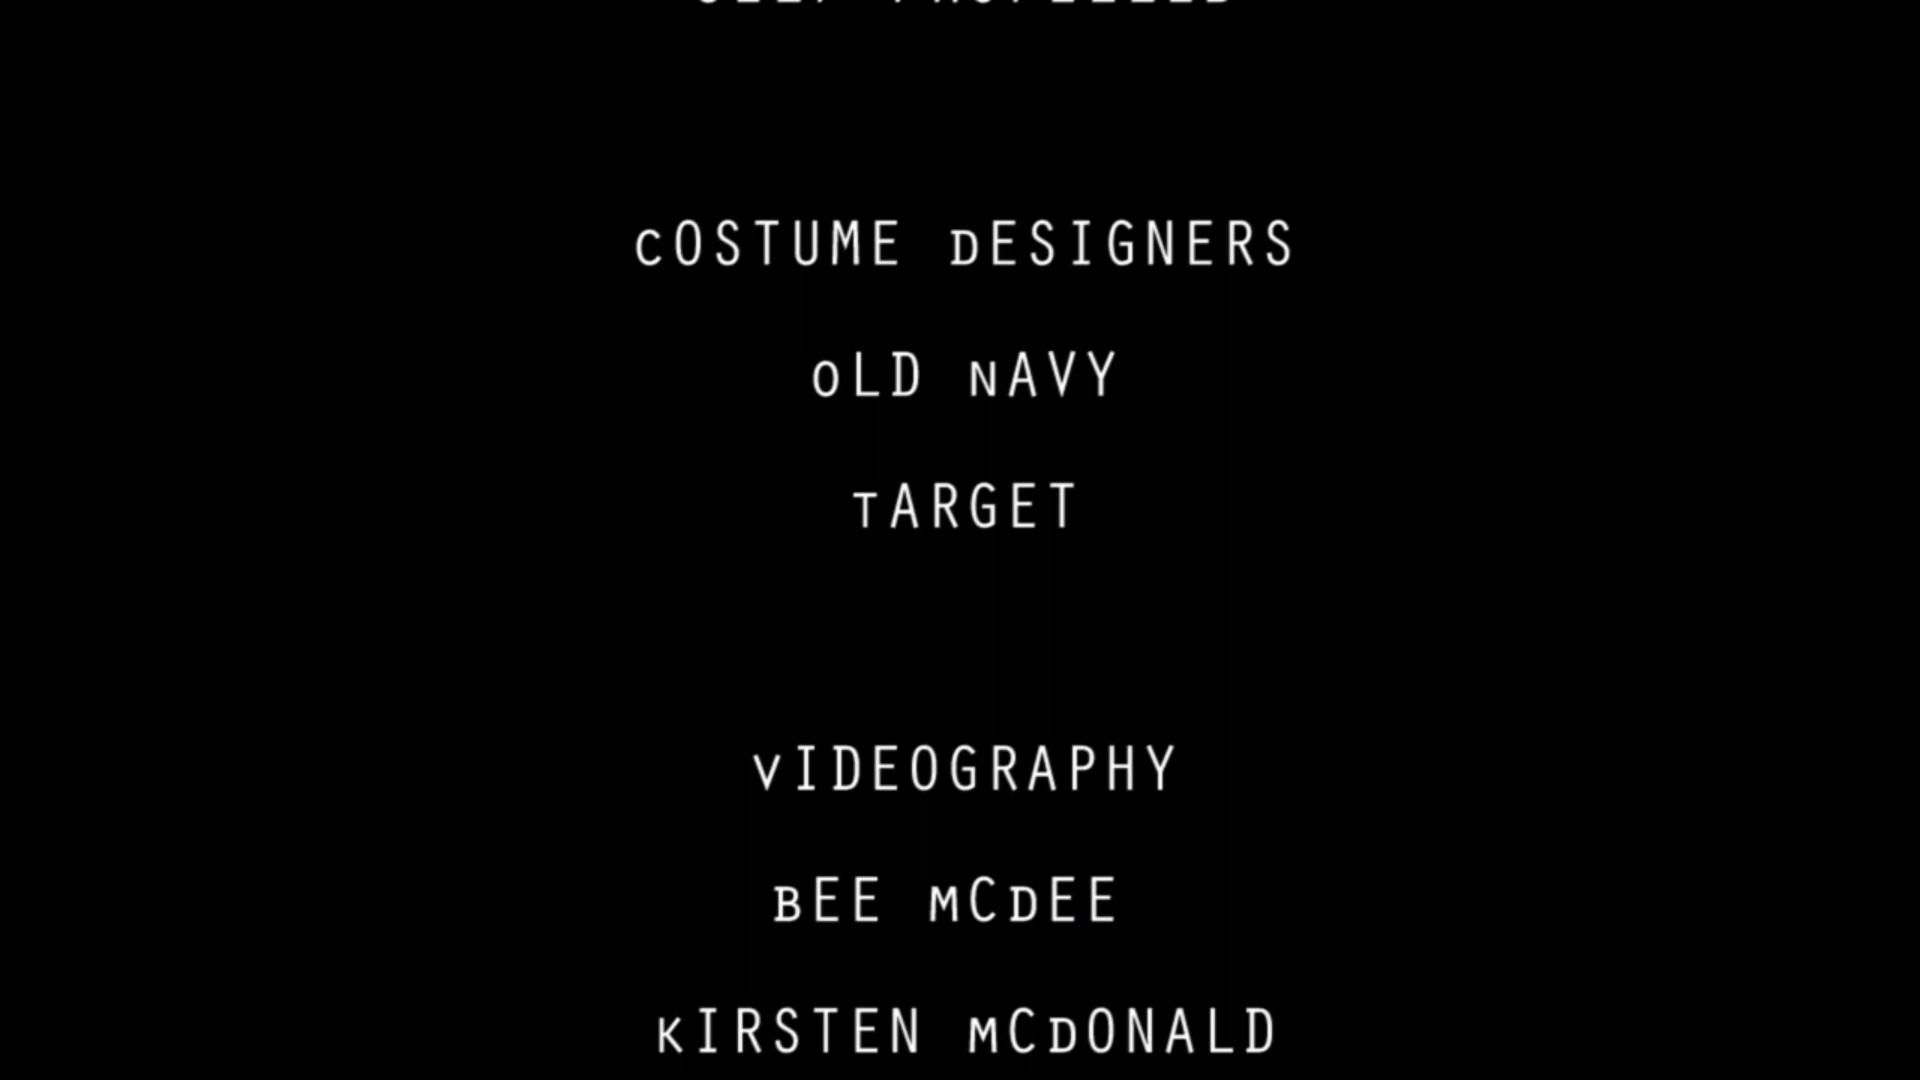 cOSTUME dESIGNERS
oLD nAVY
tARGET
vIDEOGRAPHY
bEE mCdEE
kIRSTEN mCdONALD